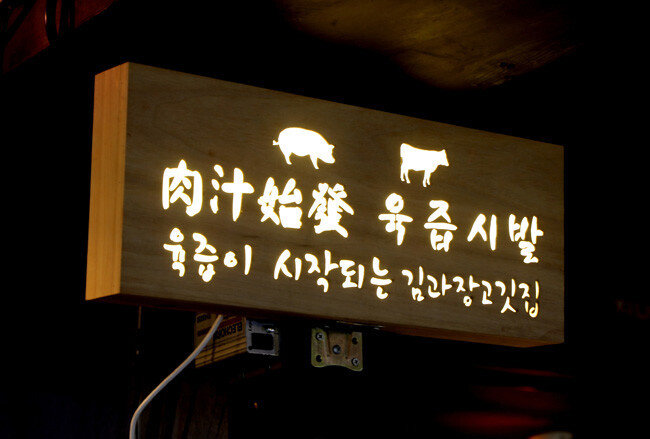 肉汁始發 육즙시발
육즙이 시작되는 김과장고깃집